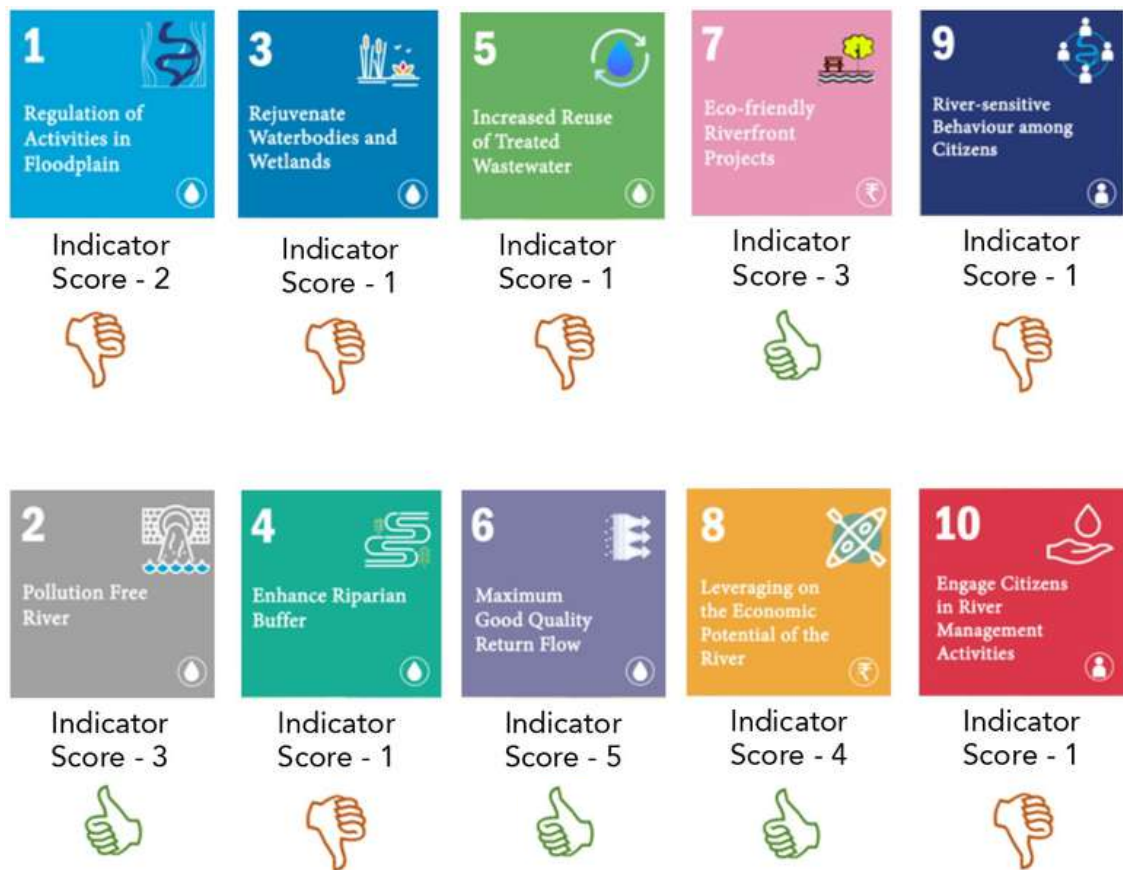 1
Regulation of
Activities in
Floodplain
Indicator
Score - 2
3
Rejuvenate
Waterbodies and
Wetlands
Indicator
Score - 1
5
Increased Reuse
of Treated
Wastewater
Indicator
Score - 1
7
Eco-friendly
Riverfront
Projects
₹
Indicator
Score - 3
9
River-sensitive
Behaviour among
Citizens
Indicator
Score - 1
2
Pollution Free
River
Indicator
Score - 3
4
Enhance Riparian
Buffer
Indicator
Score - 1
6
Maximum
Good Quality
Return Flow
Indicator
Score - 5
8
Leveraging on
the Economic
Potential of the
River
₹
Indicator
Score - 4
10
Engage Citizens
in River
Management
Activities
Indicator
Score - 1